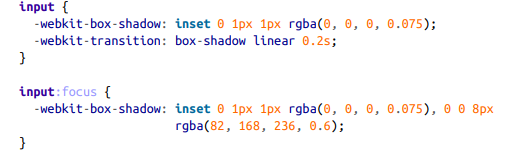 input {
  -webkit-box-shadow: inset 0 1px 1px rgba(0, 0, 0, 0.075);
  -webkit-transition: box-shadow linear 0.2s;
}

input:focus {
  -webkit-box-shadow: inset 0 1px 1px rgba(0, 0, 0, 0.075), 0 0 8px
                      rgba(82, 168, 236, 0.6);
}